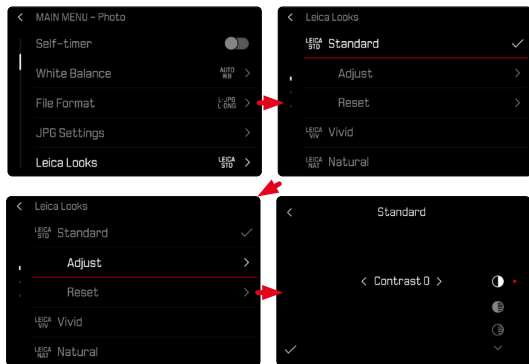 MAIN MENU - Photo
Self-timer
White Balance AUTO WB
File Format L-JPG L-DNG
JPG Settings
Leica Looks LEICA STD
Leica Looks
LEICA STD Standard
Adjust
Reset
LEICA VIV Vivid
LEICA NAT Natural
Leica Looks
LEICA STD Standard
Adjust
Reset
LEICA VIV Vivid
LEICA NAT Natural
Standard
< Contrast 0 >